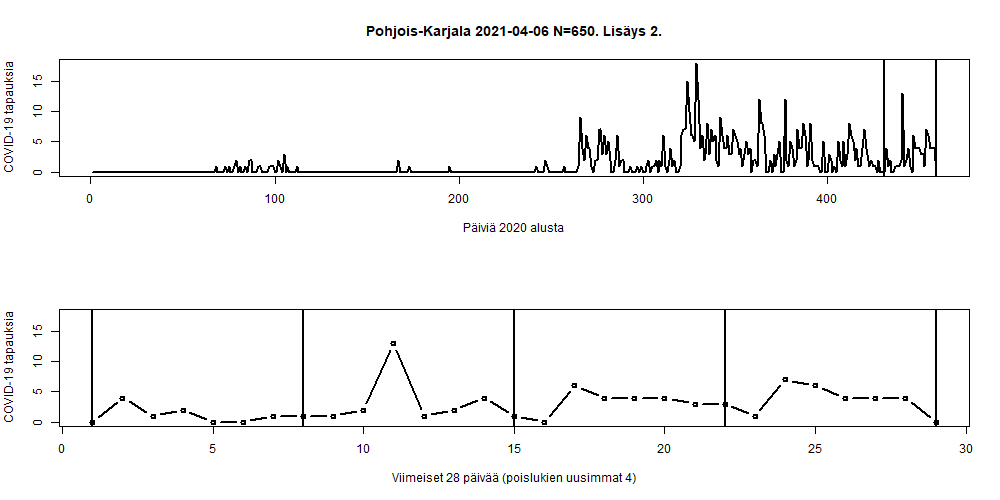 Pohjois-Karjala 2021-04-06 N=650. Lisäys 2.
COVID-19 tapauksia
15
10
5
0
0 100 200 300 400
Päiviä 2020 alusta
COVID-19 tapauksia
15
10
5
0
0 5 10 15 20 25 30
Viimeiset 28 päivää (poislukien uusimmat 4)